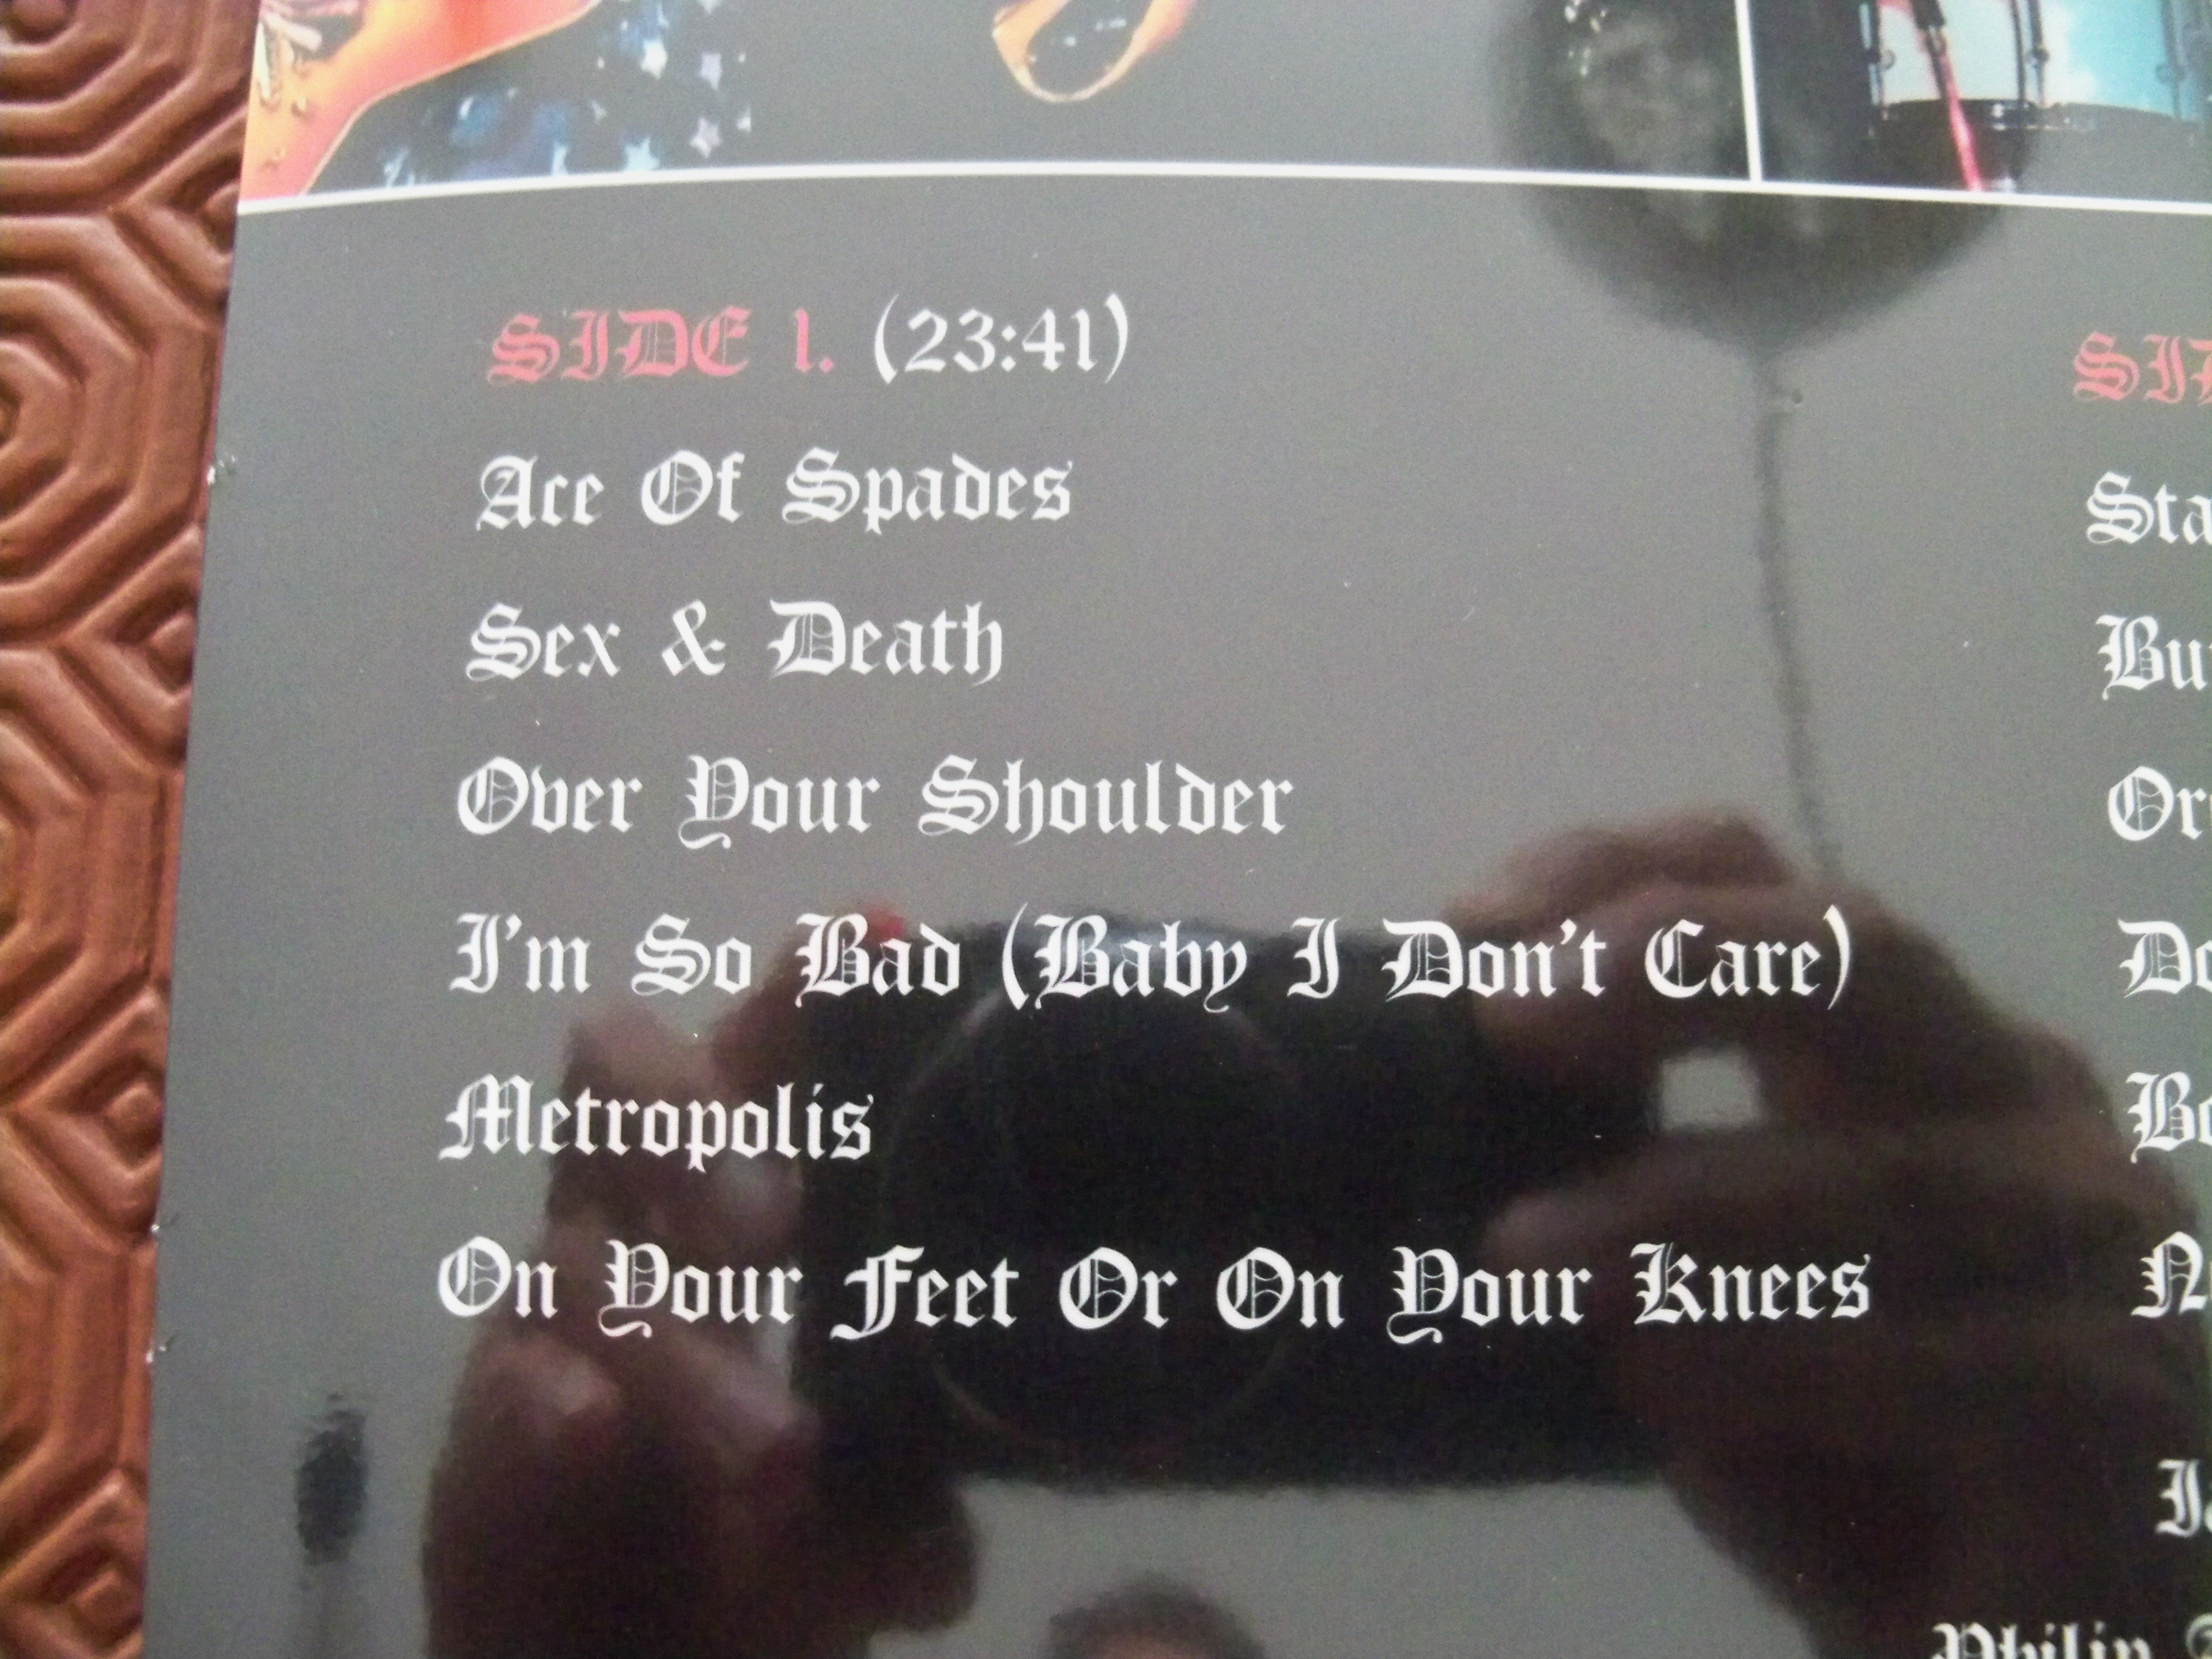 SIDE 1. (23:41)
Ace Of Spades
Sex & Death
Over Your Shoulder
I'm So Bad (Baby I Don't Care)
Metropolis
On Your Feet Or On Your Knees